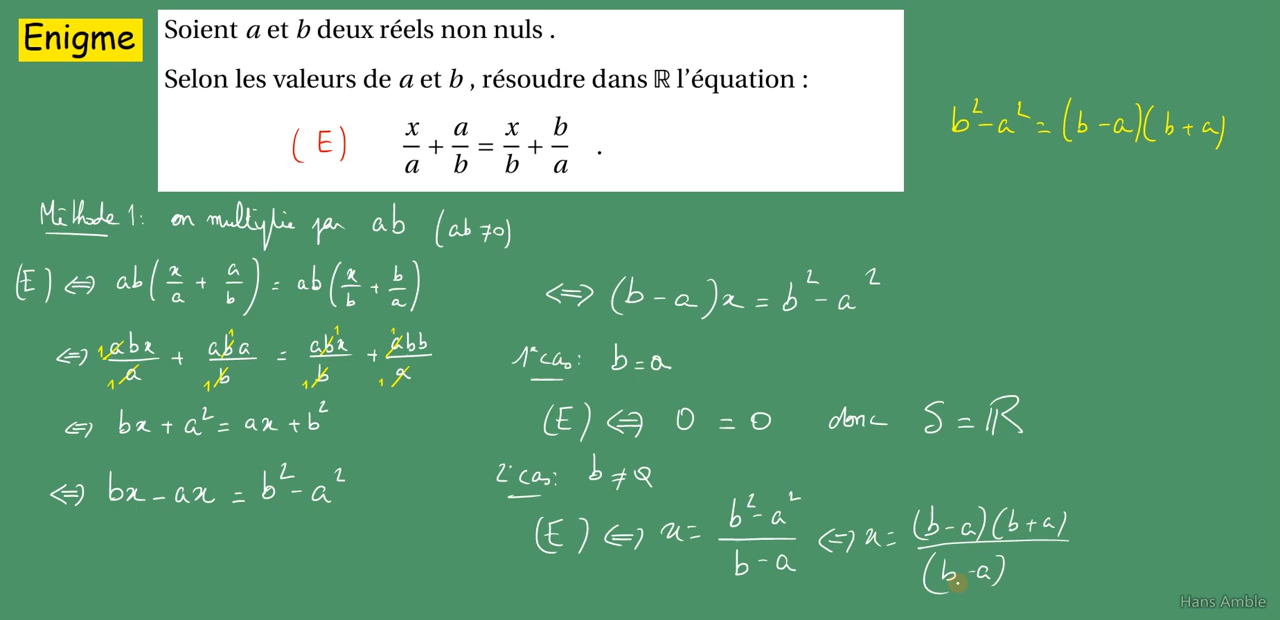 Enigme
Soient a et b deux réels non nuls .
Selon les valeurs de a et b , résoudre dans ℝ l'équation :
(E) x/a + a/b = x/b + b/a .
b² - a² = (b - a)(b + a)
Méthode 1: on multiplie par ab (ab ≠ 0)
(E) ⇔ ab(x/a + a/b) = ab(x/b + b/a)
⇔ abx/a + aba/b = abx/b + abb/a
⇔ bx + a² = ax + b²
⇔ bx - ax = b² - a²
⇔ (b - a)x = b² - a²
1er cas: b = a
(E) ⇔ 0 = 0 donc S = ℝ
2e cas: b ≠ a
(E) ⇔ x = b² - a² / b - a ⇔ x = (b - a)(b + a) / (b - a)
Hans Amble